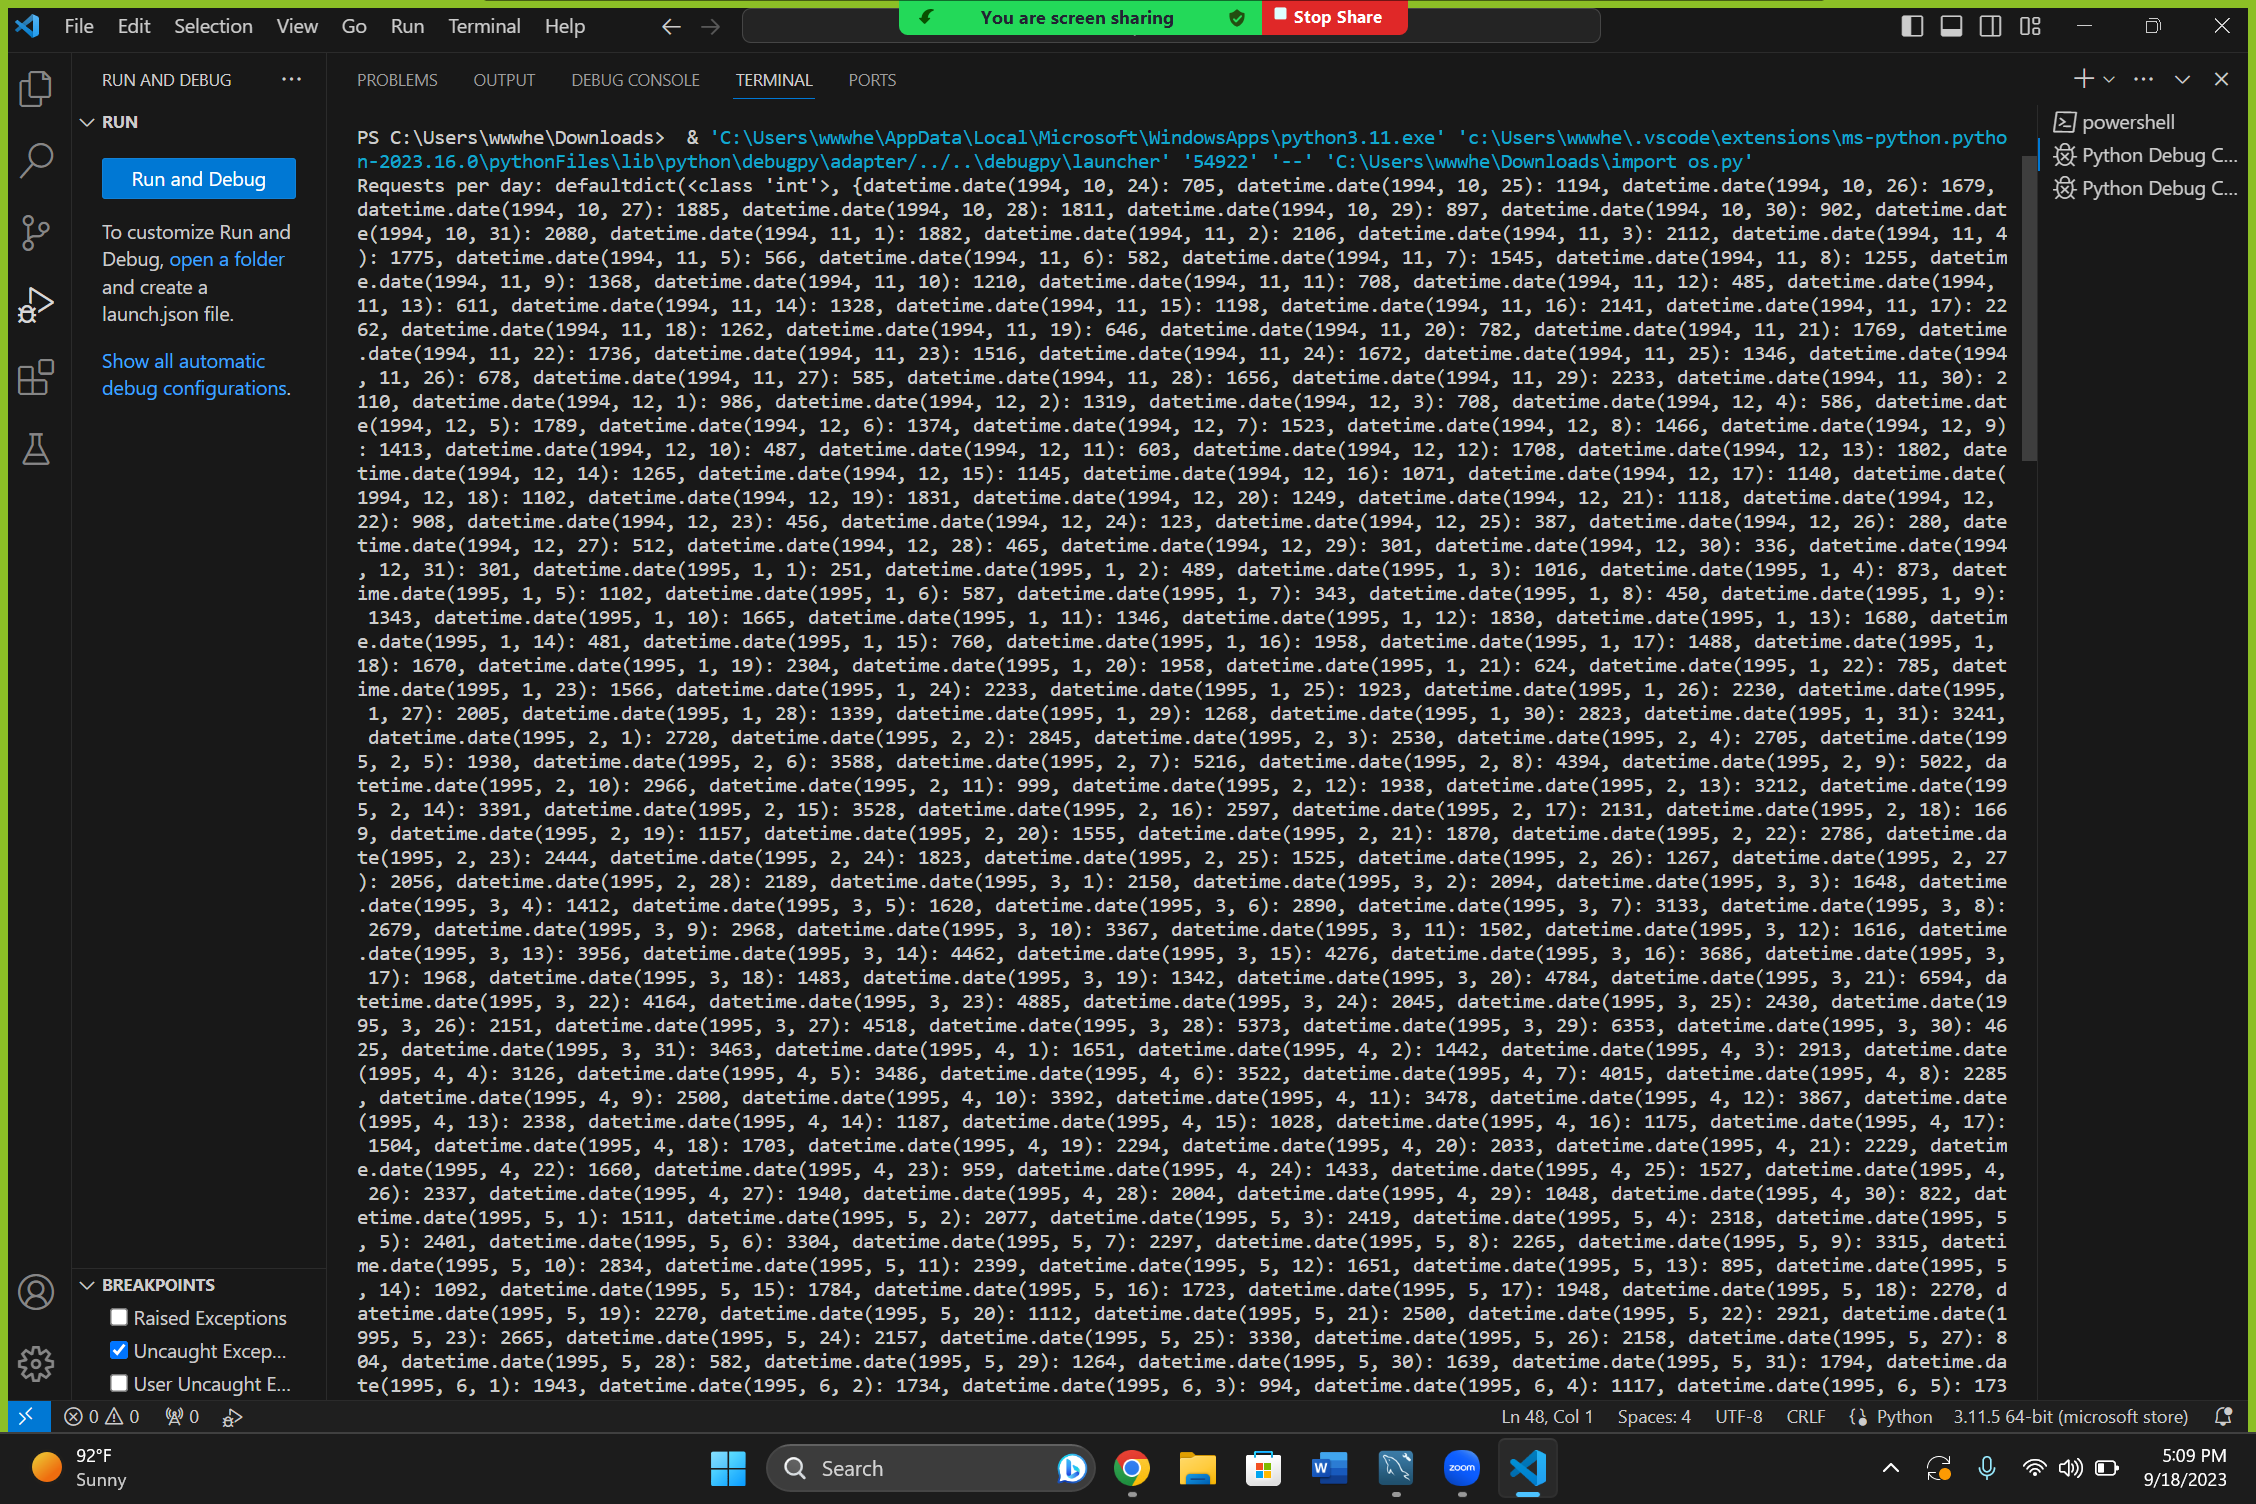 You are screen sharing Stop Share
File Edit Selection View Go Run Terminal Help
RUN AND DEBUG
RUN
Run and Debug
To customize Run and
Debug, open a folder
and create a
launch.json file.
Show all automatic
debug configurations.
PROBLEMS OUTPUT DEBUG CONSOLE TERMINAL PORTS
PS C:\Users\wwwhe\Downloads>  & 'C:\Users\wwwhe\AppData\Local\Microsoft\WindowsApps\python3.11.exe' 'c:\Users\wwwhe\.vscode\extensions\ms-python.pytho
n-2023.16.0\pythonFiles\lib\python\debugpy\adapter/../..\debugpy\launcher' '54922' '--' 'C:\Users\wwwhe\Downloads\import os.py'
Requests per day: defaultdict(<class 'int'>, {datetime.date(1994, 10, 24): 705, datetime.date(1994, 10, 25): 1194, datetime.date(1994, 10, 26): 1679,
datetime.date(1994, 10, 27): 1885, datetime.date(1994, 10, 28): 1811, datetime.date(1994, 10, 29): 897, datetime.date(1994, 10, 30): 902, datetime.dat
e(1994, 10, 31): 2080, datetime.date(1994, 11, 1): 1882, datetime.date(1994, 11, 2): 2106, datetime.date(1994, 11, 3): 2112, datetime.date(1994, 11, 4
): 1775, datetime.date(1994, 11, 5): 566, datetime.date(1994, 11, 6): 582, datetime.date(1994, 11, 7): 1545, datetime.date(1994, 11, 8): 1255, datetim
e.date(1994, 11, 9): 1368, datetime.date(1994, 11, 10): 1210, datetime.date(1994, 11, 11): 708, datetime.date(1994, 11, 12): 485, datetime.date(1994,
11, 13): 611, datetime.date(1994, 11, 14): 1328, datetime.date(1994, 11, 15): 1198, datetime.date(1994, 11, 16): 2141, datetime.date(1994, 11, 17): 22
62, datetime.date(1994, 11, 18): 1262, datetime.date(1994, 11, 19): 646, datetime.date(1994, 11, 20): 782, datetime.date(1994, 11, 21): 1769, datetime
.date(1994, 11, 22): 1736, datetime.date(1994, 11, 23): 1516, datetime.date(1994, 11, 24): 1672, datetime.date(1994, 11, 25): 1346, datetime.date(1994
, 11, 26): 678, datetime.date(1994, 11, 27): 585, datetime.date(1994, 11, 28): 1656, datetime.date(1994, 11, 29): 2233, datetime.date(1994, 11, 30): 2
110, datetime.date(1994, 12, 1): 986, datetime.date(1994, 12, 2): 1319, datetime.date(1994, 12, 3): 708, datetime.date(1994, 12, 4): 586, datetime.dat
e(1994, 12, 5): 1789, datetime.date(1994, 12, 6): 1374, datetime.date(1994, 12, 7): 1523, datetime.date(1994, 12, 8): 1466, datetime.date(1994, 12, 9)
: 1413, datetime.date(1994, 12, 10): 487, datetime.date(1994, 12, 11): 603, datetime.date(1994, 12, 12): 1708, datetime.date(1994, 12, 13): 1802, date
time.date(1994, 12, 14): 1265, datetime.date(1994, 12, 15): 1145, datetime.date(1994, 12, 16): 1071, datetime.date(1994, 12, 17): 1140, datetime.date(
1994, 12, 18): 1102, datetime.date(1994, 12, 19): 1831, datetime.date(1994, 12, 20): 1249, datetime.date(1994, 12, 21): 1118, datetime.date(1994, 12,
22): 908, datetime.date(1994, 12, 23): 456, datetime.date(1994, 12, 24): 123, datetime.date(1994, 12, 25): 387, datetime.date(1994, 12, 26): 280, date
time.date(1994, 12, 27): 512, datetime.date(1994, 12, 28): 465, datetime.date(1994, 12, 29): 301, datetime.date(1994, 12, 30): 336, datetime.date(1994
, 12, 31): 301, datetime.date(1995, 1, 1): 251, datetime.date(1995, 1, 2): 489, datetime.date(1995, 1, 3): 1016, datetime.date(1995, 1, 4): 873, datet
ime.date(1995, 1, 5): 1102, datetime.date(1995, 1, 6): 587, datetime.date(1995, 1, 7): 343, datetime.date(1995, 1, 8): 450, datetime.date(1995, 1, 9):
1343, datetime.date(1995, 1, 10): 1665, datetime.date(1995, 1, 11): 1346, datetime.date(1995, 1, 12): 1830, datetime.date(1995, 1, 13): 1680, datetim
e.date(1995, 1, 14): 481, datetime.date(1995, 1, 15): 760, datetime.date(1995, 1, 16): 1958, datetime.date(1995, 1, 17): 1488, datetime.date(1995, 1,
18): 1670, datetime.date(1995, 1, 19): 2304, datetime.date(1995, 1, 20): 1958, datetime.date(1995, 1, 21): 624, datetime.date(1995, 1, 22): 785, datet
ime.date(1995, 1, 23): 1566, datetime.date(1995, 1, 24): 2233, datetime.date(1995, 1, 25): 1923, datetime.date(1995, 1, 26): 2230, datetime.date(1995,
1, 27): 2005, datetime.date(1995, 1, 28): 1339, datetime.date(1995, 1, 29): 1268, datetime.date(1995, 1, 30): 2823, datetime.date(1995, 1, 31): 3241,
datetime.date(1995, 2, 1): 2720, datetime.date(1995, 2, 2): 2845, datetime.date(1995, 2, 3): 2530, datetime.date(1995, 2, 4): 2705, datetime.date(199
5, 2, 5): 1930, datetime.date(1995, 2, 6): 3588, datetime.date(1995, 2, 7): 5216, datetime.date(1995, 2, 8): 4394, datetime.date(1995, 2, 9): 5022, da
tetime.date(1995, 2, 10): 2966, datetime.date(1995, 2, 11): 999, datetime.date(1995, 2, 12): 1938, datetime.date(1995, 2, 13): 3212, datetime.date(199
5, 2, 14): 3391, datetime.date(1995, 2, 15): 3528, datetime.date(1995, 2, 16): 2597, datetime.date(1995, 2, 17): 2131, datetime.date(1995, 2, 18): 166
9, datetime.date(1995, 2, 19): 1157, datetime.date(1995, 2, 20): 1555, datetime.date(1995, 2, 21): 1870, datetime.date(1995, 2, 22): 2786, datetime.da
te(1995, 2, 23): 2444, datetime.date(1995, 2, 24): 1823, datetime.date(1995, 2, 25): 1525, datetime.date(1995, 2, 26): 1267, datetime.date(1995, 2, 27
): 2056, datetime.date(1995, 2, 28): 2189, datetime.date(1995, 3, 1): 2150, datetime.date(1995, 3, 2): 2094, datetime.date(1995, 3, 3): 1648, datetime
.date(1995, 3, 4): 1412, datetime.date(1995, 3, 5): 1620, datetime.date(1995, 3, 6): 2890, datetime.date(1995, 3, 7): 3133, datetime.date(1995, 3, 8):
2679, datetime.date(1995, 3, 9): 2968, datetime.date(1995, 3, 10): 3367, datetime.date(1995, 3, 11): 1502, datetime.date(1995, 3, 12): 1616, datetime
.date(1995, 3, 13): 3956, datetime.date(1995, 3, 14): 4462, datetime.date(1995, 3, 15): 4276, datetime.date(1995, 3, 16): 3686, datetime.date(1995, 3,
17): 1968, datetime.date(1995, 3, 18): 1483, datetime.date(1995, 3, 19): 1342, datetime.date(1995, 3, 20): 4784, datetime.date(1995, 3, 21): 6594, da
tetime.date(1995, 3, 22): 4164, datetime.date(1995, 3, 23): 4885, datetime.date(1995, 3, 24): 2045, datetime.date(1995, 3, 25): 2430, datetime.date(19
95, 3, 26): 2151, datetime.date(1995, 3, 27): 4518, datetime.date(1995, 3, 28): 5373, datetime.date(1995, 3, 29): 6353, datetime.date(1995, 3, 30): 46
25, datetime.date(1995, 3, 31): 3463, datetime.date(1995, 4, 1): 1651, datetime.date(1995, 4, 2): 1442, datetime.date(1995, 4, 3): 2913, datetime.date
(1995, 4, 4): 3126, datetime.date(1995, 4, 5): 3486, datetime.date(1995, 4, 6): 3522, datetime.date(1995, 4, 7): 4015, datetime.date(1995, 4, 8): 2285
, datetime.date(1995, 4, 9): 2500, datetime.date(1995, 4, 10): 3392, datetime.date(1995, 4, 11): 3478, datetime.date(1995, 4, 12): 3867, datetime.date
(1995, 4, 13): 2338, datetime.date(1995, 4, 14): 1187, datetime.date(1995, 4, 15): 1028, datetime.date(1995, 4, 16): 1175, datetime.date(1995, 4, 17):
1504, datetime.date(1995, 4, 18): 1703, datetime.date(1995, 4, 19): 2294, datetime.date(1995, 4, 20): 2033, datetime.date(1995, 4, 21): 2229, datetim
e.date(1995, 4, 22): 1660, datetime.date(1995, 4, 23): 959, datetime.date(1995, 4, 24): 1433, datetime.date(1995, 4, 25): 1527, datetime.date(1995, 4,
26): 2337, datetime.date(1995, 4, 27): 1940, datetime.date(1995, 4, 28): 2004, datetime.date(1995, 4, 29): 1048, datetime.date(1995, 4, 30): 822, dat
etime.date(1995, 5, 1): 1511, datetime.date(1995, 5, 2): 2077, datetime.date(1995, 5, 3): 2419, datetime.date(1995, 5, 4): 2318, datetime.date(1995, 5
, 5): 2401, datetime.date(1995, 5, 6): 3304, datetime.date(1995, 5, 7): 2297, datetime.date(1995, 5, 8): 2265, datetime.date(1995, 5, 9): 3315, dateti
me.date(1995, 5, 10): 2834, datetime.date(1995, 5, 11): 2399, datetime.date(1995, 5, 12): 1651, datetime.date(1995, 5, 13): 895, datetime.date(1995, 5
, 14): 1092, datetime.date(1995, 5, 15): 1784, datetime.date(1995, 5, 16): 1723, datetime.date(1995, 5, 17): 1948, datetime.date(1995, 5, 18): 2270, d
atetime.date(1995, 5, 19): 2270, datetime.date(1995, 5, 20): 1112, datetime.date(1995, 5, 21): 2500, datetime.date(1995, 5, 22): 2921, datetime.date(1
995, 5, 23): 2665, datetime.date(1995, 5, 24): 2157, datetime.date(1995, 5, 25): 3330, datetime.date(1995, 5, 26): 2158, datetime.date(1995, 5, 27): 8
04, datetime.date(1995, 5, 28): 582, datetime.date(1995, 5, 29): 1264, datetime.date(1995, 5, 30): 1639, datetime.date(1995, 5, 31): 1794, datetime.da
te(1995, 6, 1): 1943, datetime.date(1995, 6, 2): 1734, datetime.date(1995, 6, 3): 994, datetime.date(1995, 6, 4): 1117, datetime.date(1995, 6, 5): 173
powershell
Python Debug C...
Python Debug C...
BREAKPOINTS
Raised Exceptions
Uncaught Excep...
User Uncaught E...
0 0 0 Ln 48, Col 1 Spaces: 4 UTF-8 CRLF Python 3.11.5 64-bit (microsoft store)
92°F
Sunny
Search
zoom
5:09 PM
9/18/2023